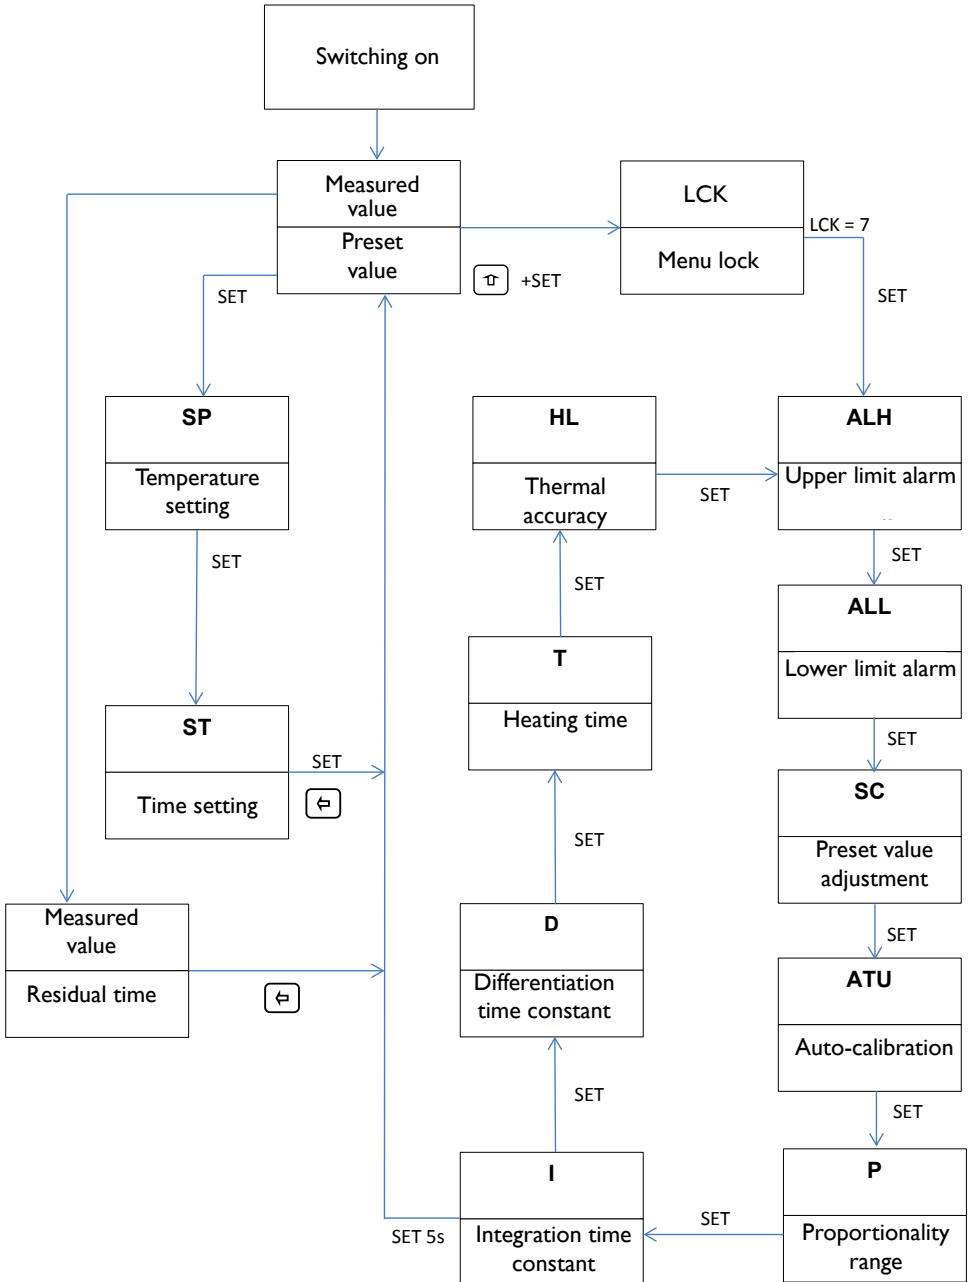 Switching on
Measured
value
Preset
value
LCK
Menu lock
LCK = 7
+SET
SET
SET
SP
Temperature
setting
HL
Thermal
accuracy
SET
ALH
Upper limit alarm
SET
SET
SET
ALL
Lower limit alarm
T
Heating time
ST
Time setting
SET
SET
SC
Preset value
adjustment
SET
Measured
value
Residual time
D
Differentiation
time constant
SET
ATU
Auto-calibration
SET
SET
I
Integration time
constant
SET 5s
SET
P
Proportionality
range